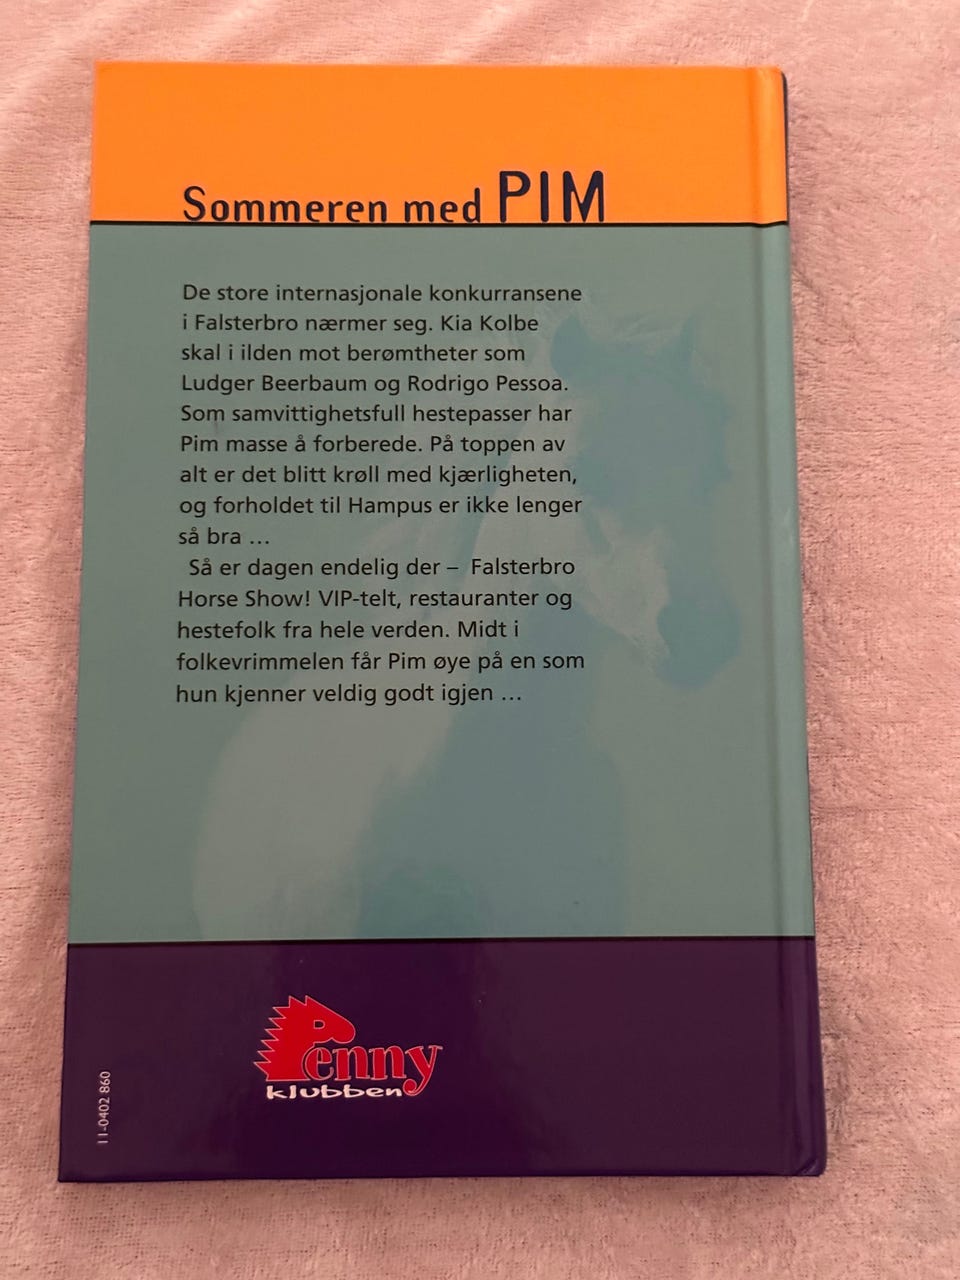 Sommeren med PIM
De store internasjonale konkurransene
i Falsterbro nærmer seg. Kia Kolbe
skal i ilden mot berømtheter som
Ludger Beerbaum og Rodrigo Pessoa.
Som samvittighetsfull hestepasser har
Pim masse å forberede. På toppen av
alt er det blitt krøll med kjærligheten,
og forholdet til Hampus er ikke lenger
så bra ...
Så er dagen endelig der – Falsterbro
Horse Show! VIP-telt, restauranter og
hestefolk fra hele verden. Midt i
folkevrimmelen får Pim øye på en som
hun kjenner veldig godt igjen ...
Penny
klubben
11-0402 860